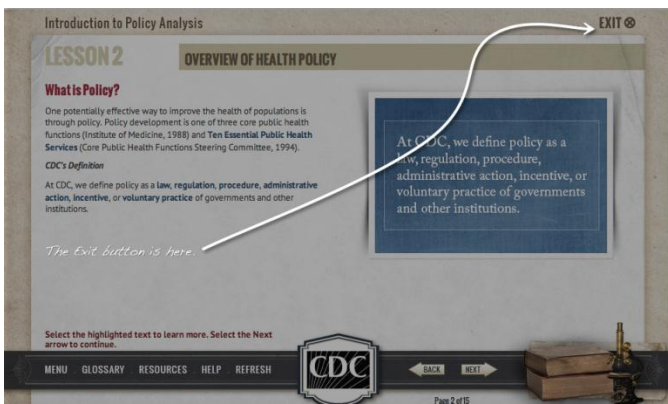 Introduction to Policy Analysis
EXIT
LESSON 2
OVERVIEW OF HEALTH POLICY
What is Policy?
One potentially effective way to improve the health of populations is
through policy. Policy development is one of three core public health
functions (Institute of Medicine, 1988) and Ten Essential Public Health
Services (Core Public Health Functions Steering Committee, 1994).
CDC's Definition
At CDC, we define policy as a law, regulation, procedure, administrative
action, incentive, or voluntary practice of governments and other
institutions.
At CDC, we define policy as a
law, regulation, procedure,
administrative action, incentive, or
voluntary practice of governments
and other institutions.
The Exit button is here.
Select the highlighted text to learn more. Select the Next
arrow to continue.
MENU GLOSSARY RESOURCES HELP REFRESH
CDC
BACK NEXT
Page 2 of 15